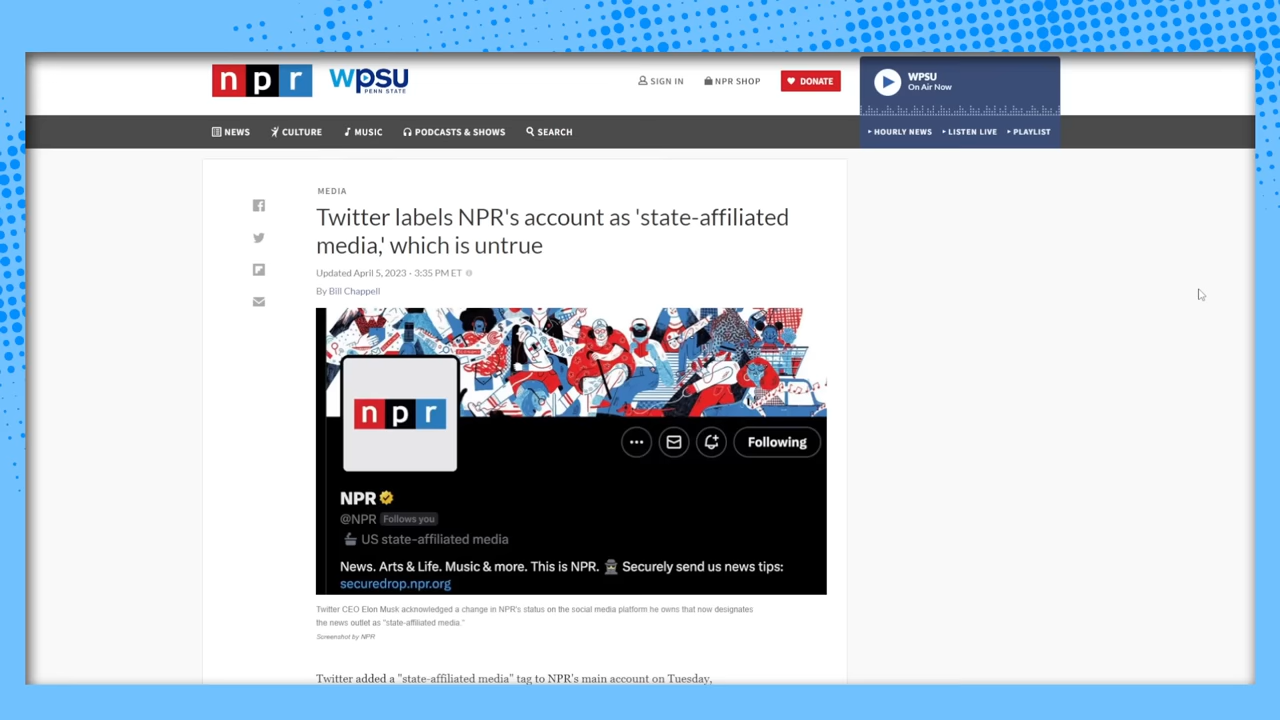 npr
wpsu
PENN STATE
SIGN IN
NPR SHOP
DONATE
WPSU
On Air Now
NEWS
CULTURE
MUSIC
PODCASTS & SHOWS
SEARCH
HOURLY NEWS
LISTEN LIVE
PLAYLIST
MEDIA
Twitter labels NPR's account as 'state-affiliated
media,' which is untrue
Updated April 5, 2023 · 3:35 PM ET
By Bill Chappell
npr
Following
NPR
@NPR Follows you
US state-affiliated media
News. Arts & Life. Music & more. This is NPR. Securely send us news tips:
securedrop.npr.org
Twitter CEO Elon Musk acknowledged a change in NPR's status on the social media platform he owns that now designates
the news outlet as "state-affiliated media."
Screenshot by NPR
Twitter added a "state-affiliated media" tag to NPR's main account on Tuesday,